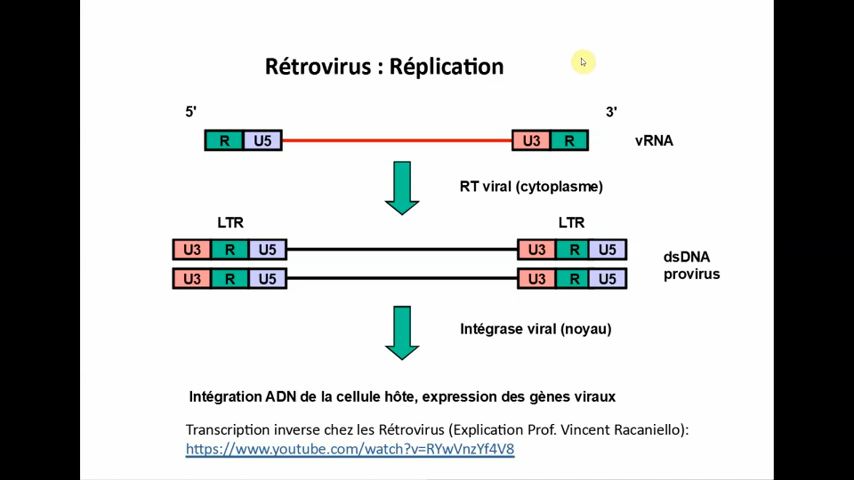 Rétrovirus : Réplication
5' 3'
R U5 U3 R vRNA
RT viral (cytoplasme)
LTR LTR
U3 R U5 U3 R U5
U3 R U5 U3 R U5
dsDNA
provirus
Intégrase viral (noyau)
Intégration ADN de la cellule hôte, expression des gènes viraux
Transcription inverse chez les Rétrovirus (Explication Prof. Vincent Racaniello):
https://www.youtube.com/watch?v=RYwVnzYf4V8